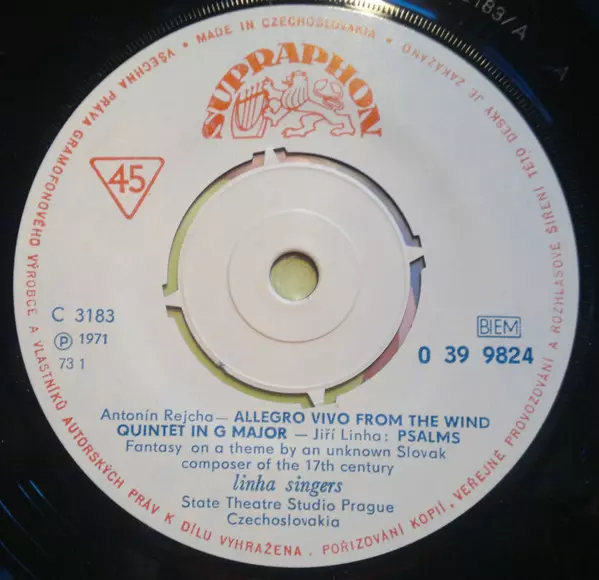 MADE IN CZECHOSLOVAKIA • VŠECHNA PRÁVA GRAMOFONOVÉHO VÝROBCE A VLASTNÍKŮ AUTORSKÝCH PRÁV K DÍLU VYHRAŽENA . POŘIZOVÁNÍ KOPIÍ, VEŘEJNÉ PROVOZOVÁNÍ A ROZHLASOVÉ ŠÍŘENÍ TÉTO DESKY JE ZAKÁZÁNO •
SUPRAPHON
45
C 3183
Ⓟ 1971
73 1
BIEM
0 39 9824
Antonín Rejcha — ALLEGRO VIVO FROM THE WIND
QUINTET IN G MAJOR — Jiří Linha: PSALMS
Fantasy on a theme by an unknown Slovak
composer of the 17th century
linha singers
State Theatre Studio Prague
Czechoslovakia